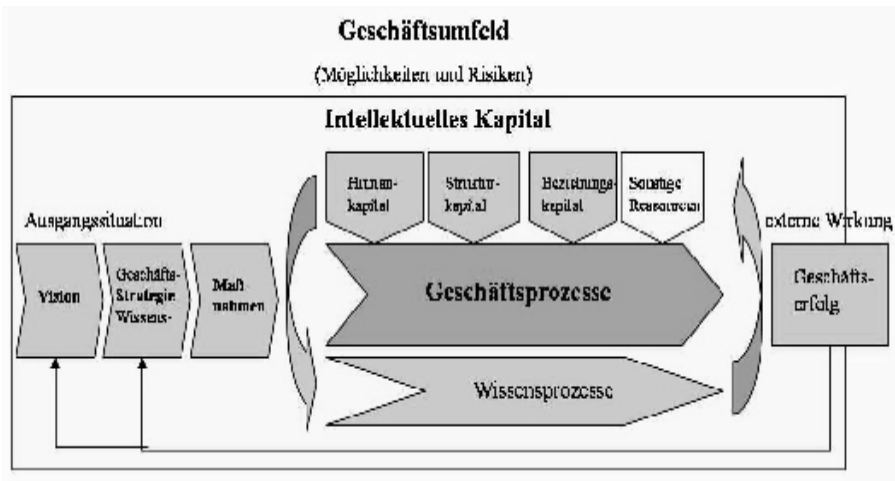 Geschäftsumfeld
(Möglichkeiten und Risiken)
Intellektuelles Kapital
Human-
kapital
Struktur-
kapital
Beziehungs-
kapital
Sonstige
Ressourcen
Ausgangssituation
externe Wirkung
Vision
Geschäfts-
Strategie
Wissens-
Maß-
nahmen
Geschäftsprozesse
Geschäfts-
erfolg
Wissensprozesse